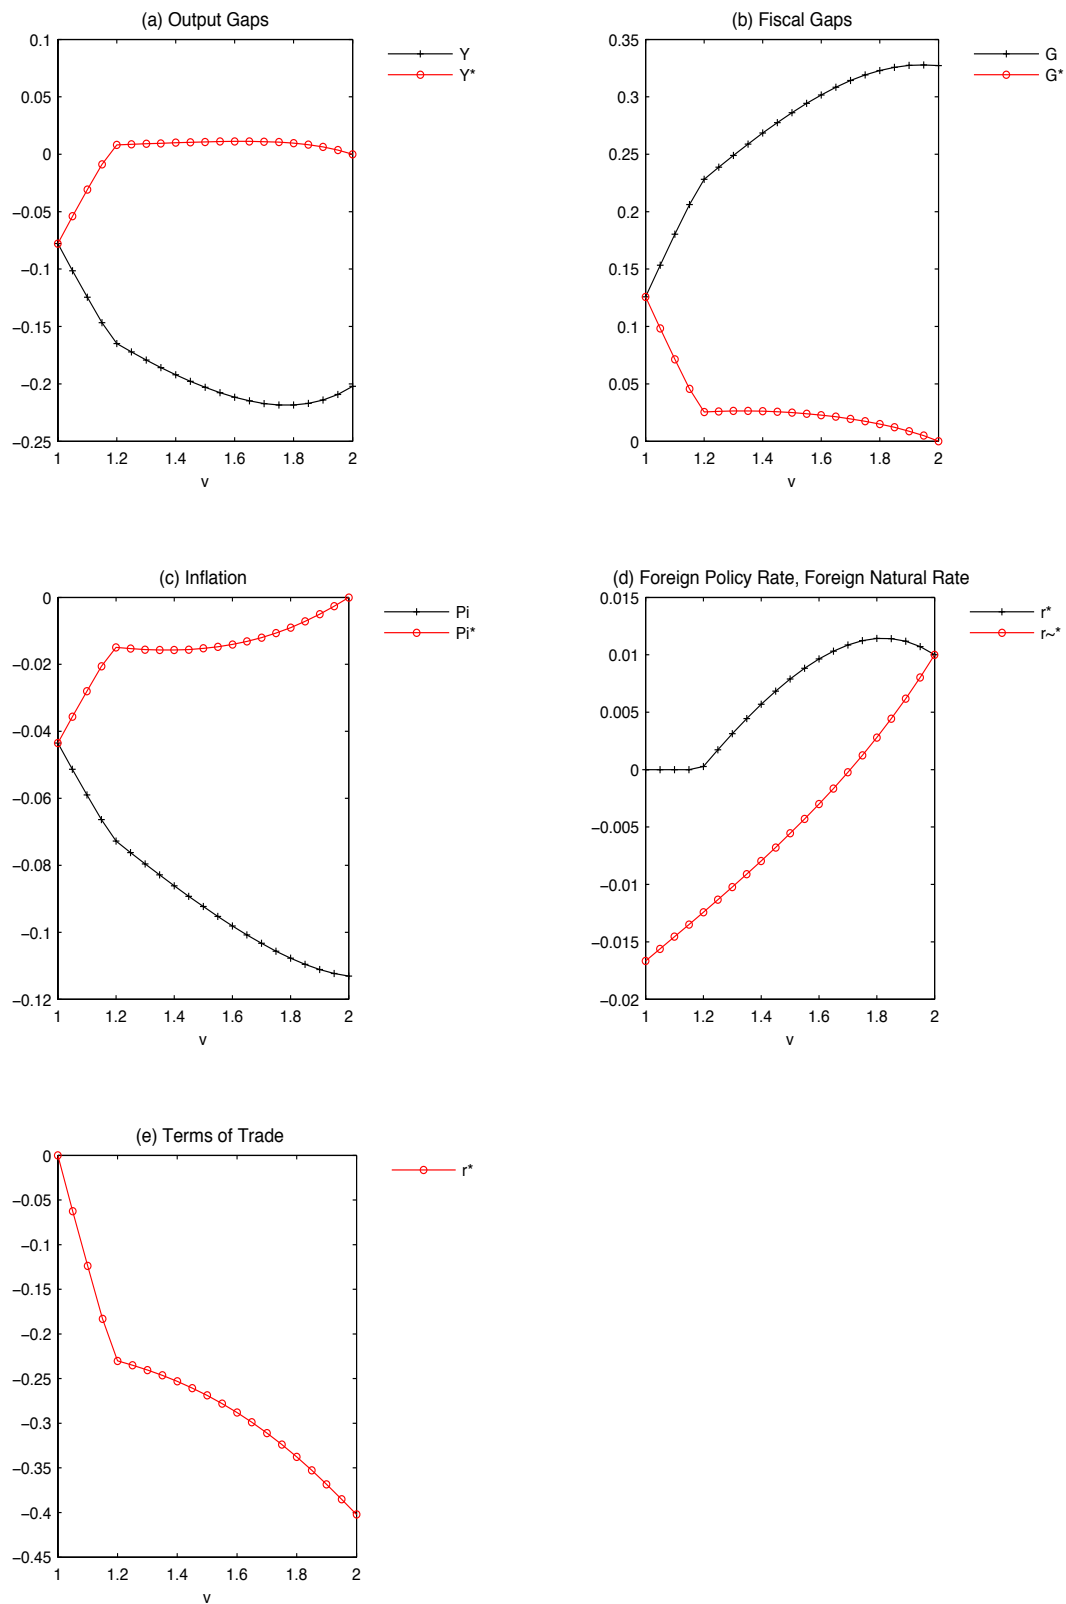 (a) Output Gaps
0.1
0.05
0
−0.05
−0.1
−0.15
−0.2
−0.25
1 1.2 1.4 1.6 1.8 2
v
Y
Y*
(b) Fiscal Gaps
0.35
0.3
0.25
0.2
0.15
0.1
0.05
0
1 1.2 1.4 1.6 1.8 2
v
G
G*
(c) Inflation
0
−0.02
−0.04
−0.06
−0.08
−0.1
−0.12
1 1.2 1.4 1.6 1.8 2
v
Pi
Pi*
(d) Foreign Policy Rate, Foreign Natural Rate
0.015
0.01
0.005
0
−0.005
−0.01
−0.015
−0.02
1 1.2 1.4 1.6 1.8 2
v
r*
r~*
(e) Terms of Trade
0
−0.05
−0.1
−0.15
−0.2
−0.25
−0.3
−0.35
−0.4
−0.45
1 1.2 1.4 1.6 1.8 2
v
r*